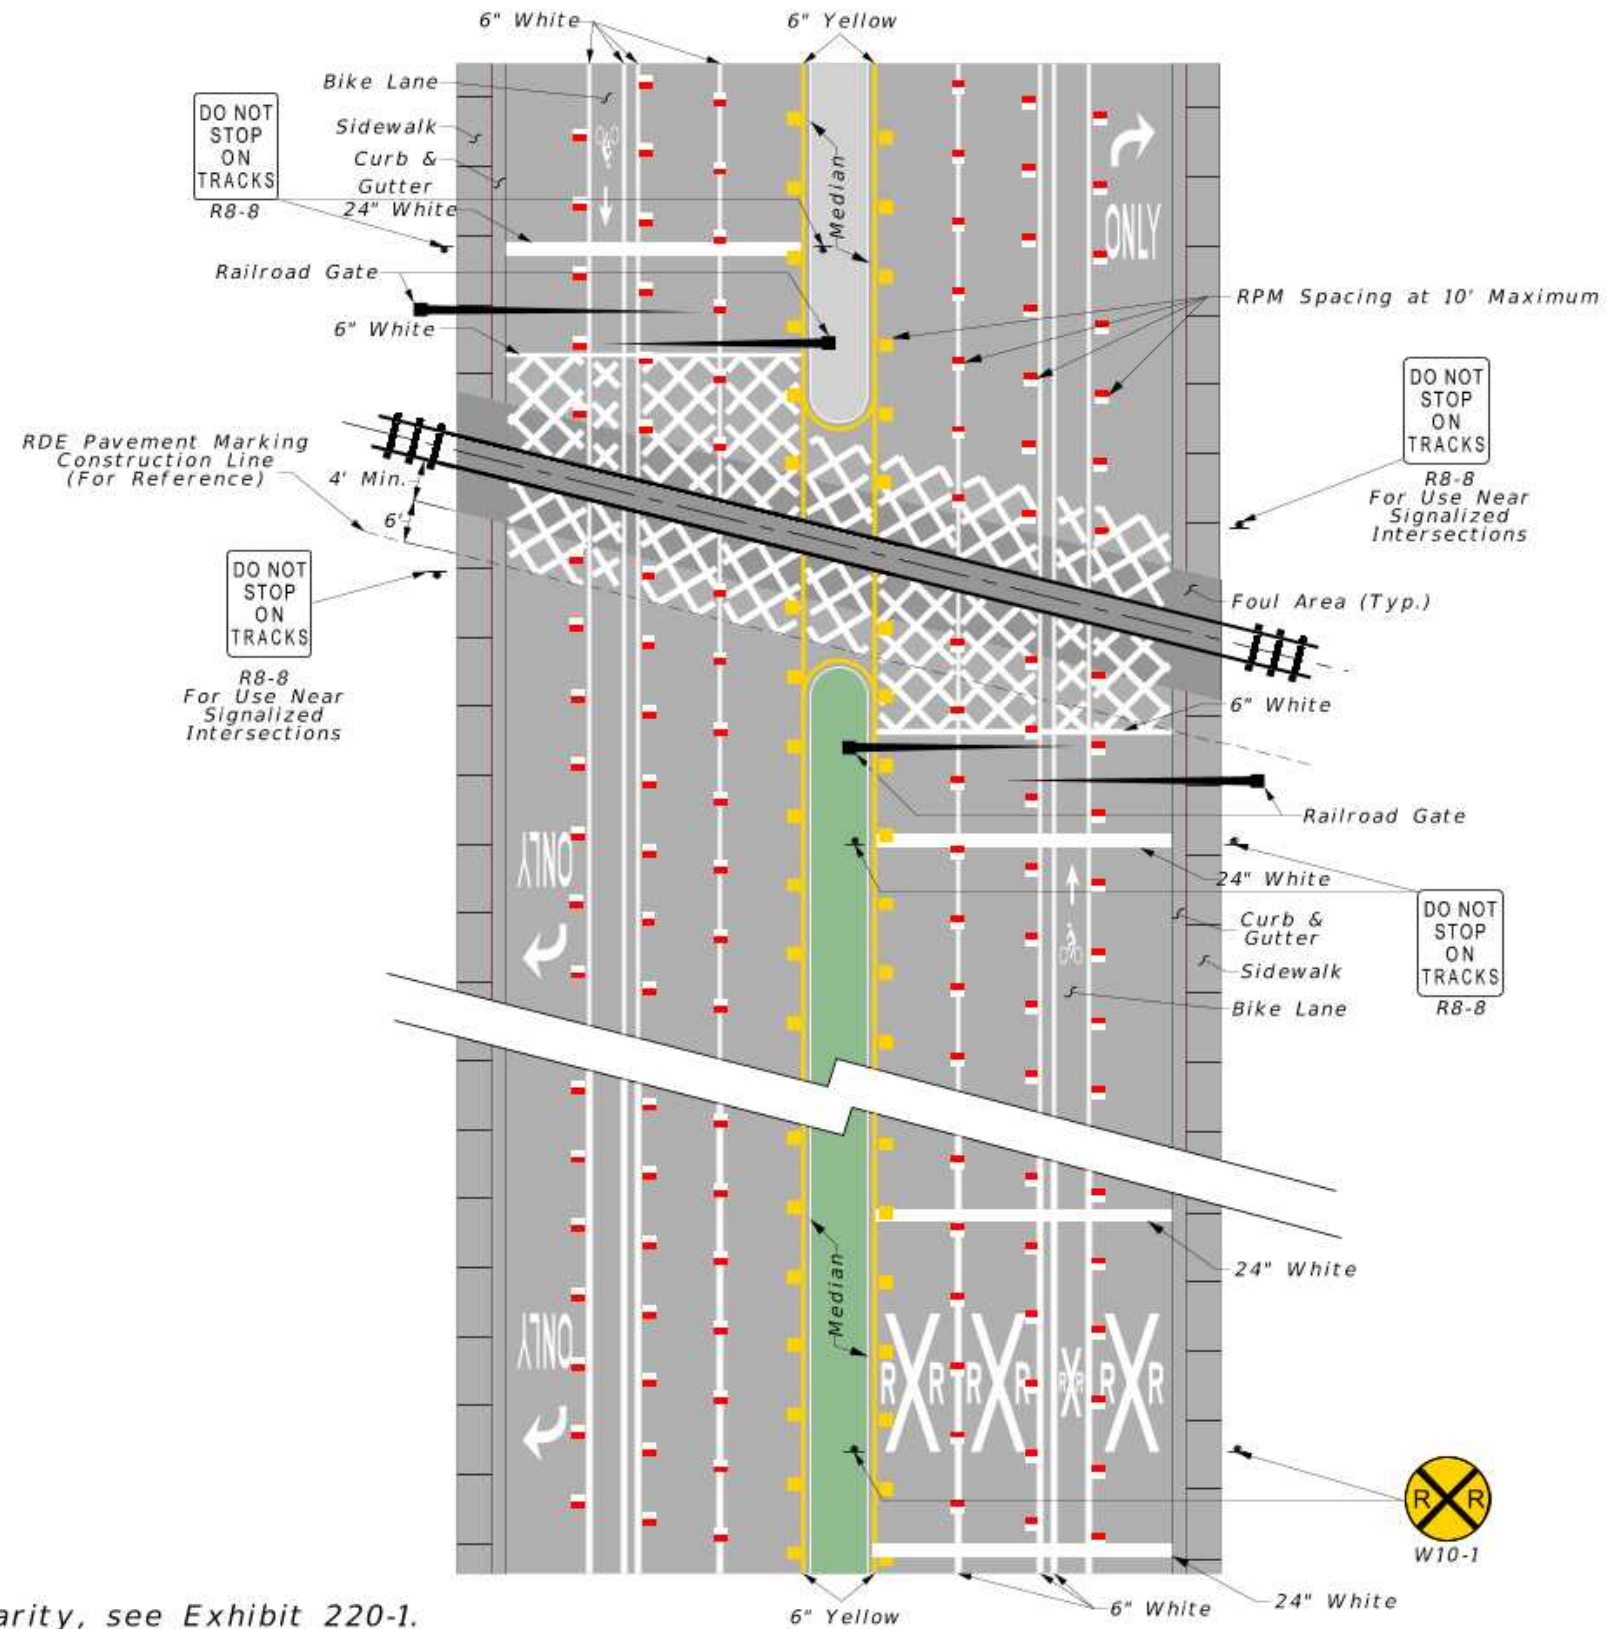 6" White
6" Yellow
Bike Lane
DO NOT
STOP
ON
TRACKS
R8-8
Sidewalk
Curb &
Gutter
24" White
Median
ONLY
Railroad Gate
RPM Spacing at 10' Maximum
6" White
DO NOT
STOP
ON
TRACKS
R8-8
For Use Near
Signalized
Intersections
RDE Pavement Marking
Construction Line
(For Reference)
4' Min.
6'
DO NOT
STOP
ON
TRACKS
R8-8
For Use Near
Signalized
Intersections
Foul Area (Typ.)
6" White
Railroad Gate
ONLY
24" White
DO NOT
STOP
ON
TRACKS
R8-8
Curb &
Gutter
Sidewalk
Bike Lane
24" White
Median
ONLY
R R
R R
R R
R R
R R
W10-1
6" Yellow
6" White
24" White
arity, see Exhibit 220-1.